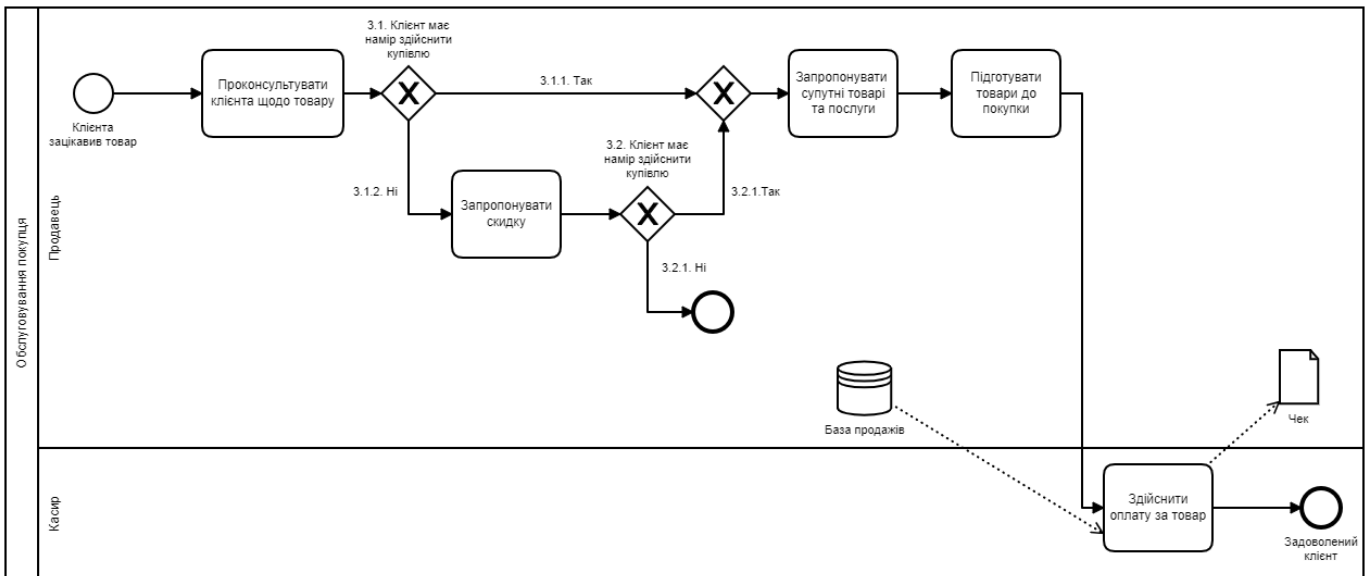 Обслуговування покупця
Продавець
Клієнта
зацікавив товар
Проконсультувати
клієнта щодо товару
3.1. Клієнт має
намір здійснити
купівлю
3.1.1. Так
3.1.2. Ні
Запропонувати
скидку
3.2. Клієнт має
намір здійснити
купівлю
3.2.1.Так
3.2.1. Ні
Запропонувати
супутні товарі
та послуги
Підготувати
товари до
покупки
База продажів
Чек
Касир
Здійснити
оплату за товар
Задоволений
клієнт